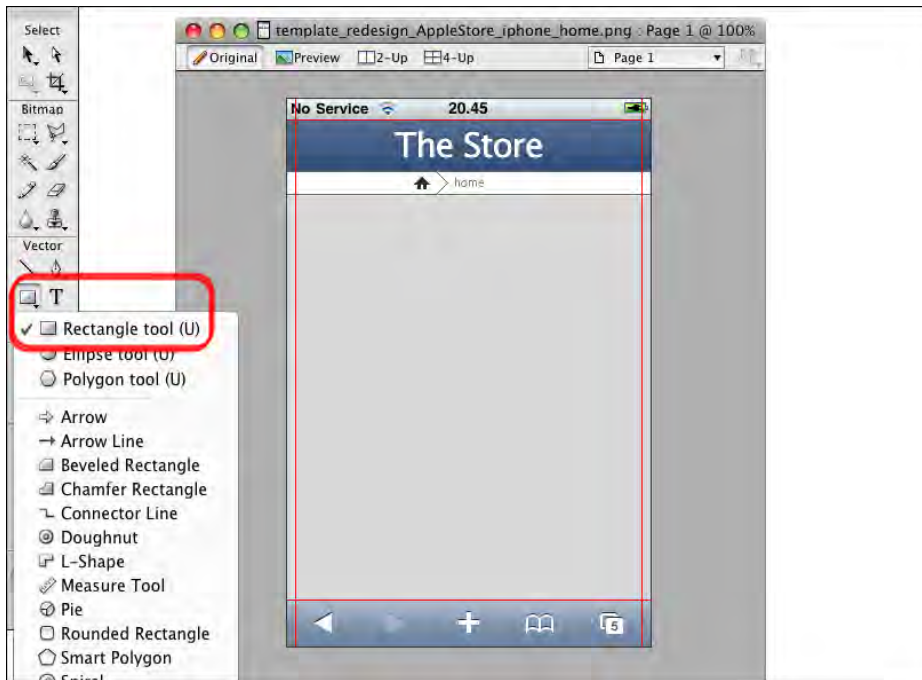 Select
Bitmap
Vector
T
Rectangle tool (U)
Ellipse tool (U)
Polygon tool (U)
Arrow
Arrow Line
Beveled Rectangle
Chamfer Rectangle
Connector Line
Doughnut
L-Shape
Measure Tool
Pie
Rounded Rectangle
Smart Polygon
Spiral
template_redesign_AppleStore_iphone_home.png : Page 1 @ 100%
Original Preview 2-Up 4-Up Page 1
No Service 20.45
The Store
home
5